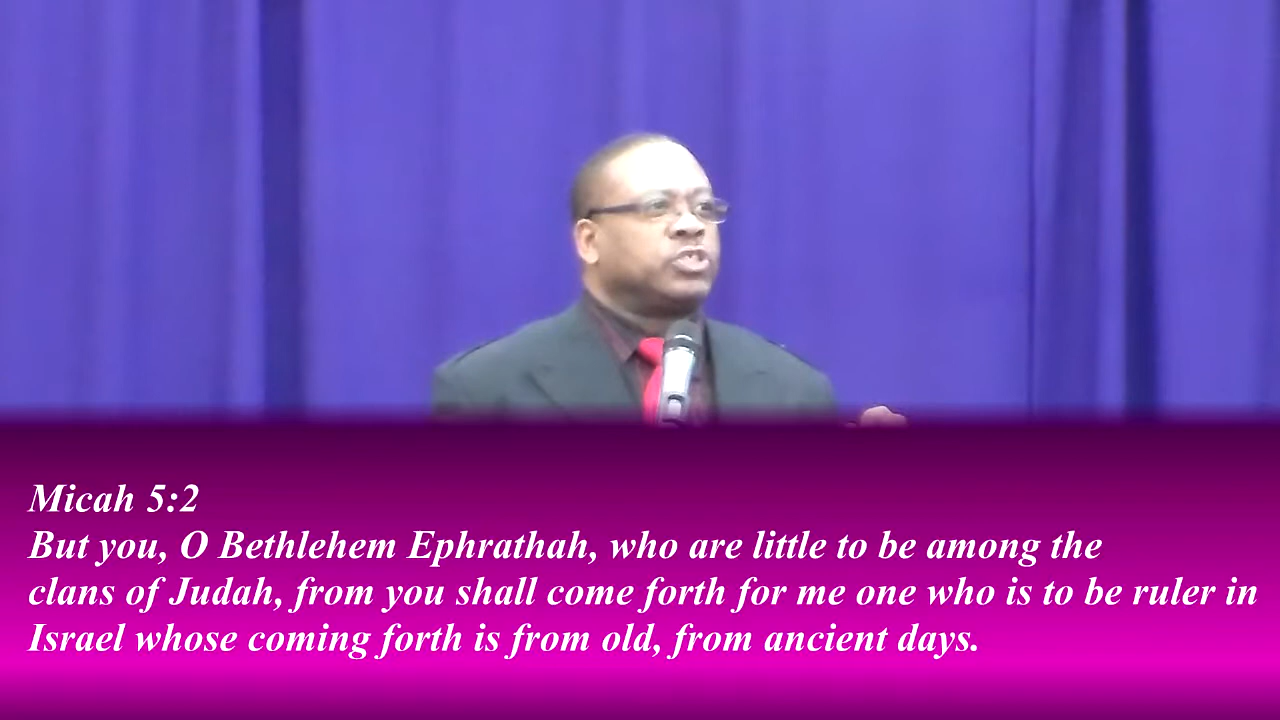 Micah 5:2
But you, O Bethlehem Ephrathah, who are little to be among the
clans of Judah, from you shall come forth for me one who is to be ruler in
Israel whose coming forth is from old, from ancient days.